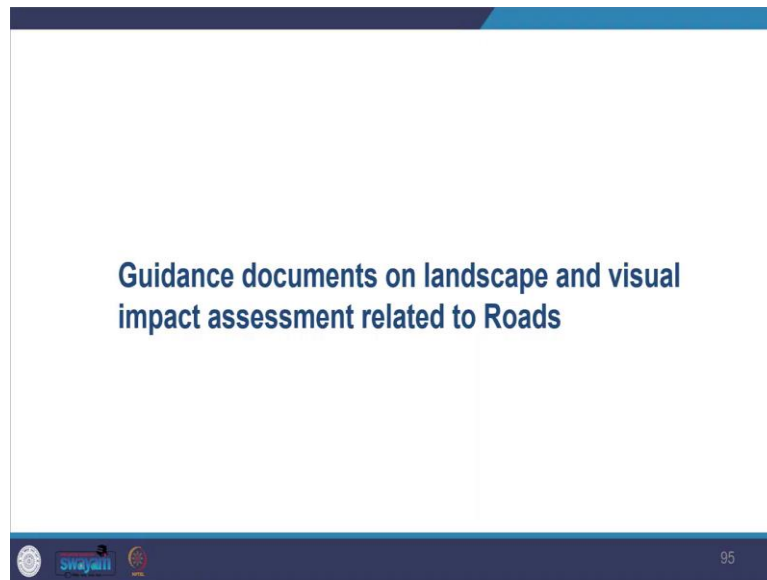 Guidance documents on landscape and visual
impact assessment related to Roads
swayam
95